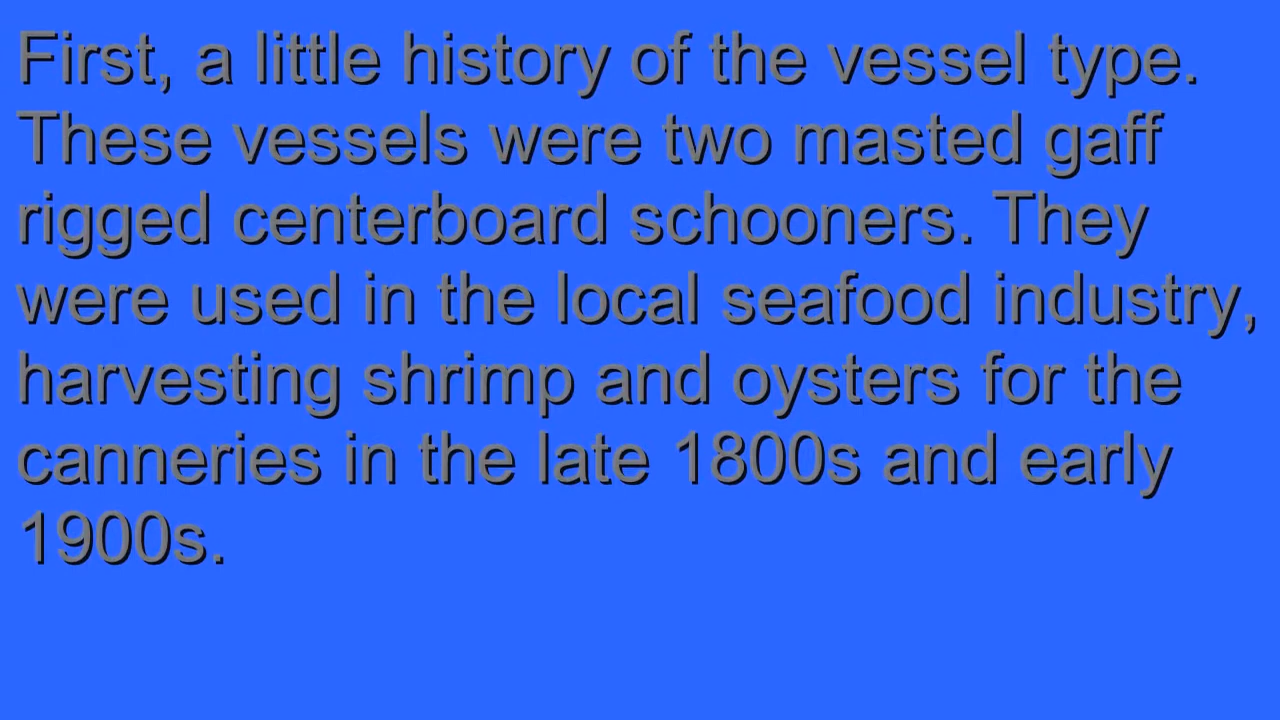 First, a little history of the vessel type.
These vessels were two masted gaff
rigged centerboard schooners. They
were used in the local seafood industry,
harvesting shrimp and oysters for the
canneries in the late 1800s and early
1900s.